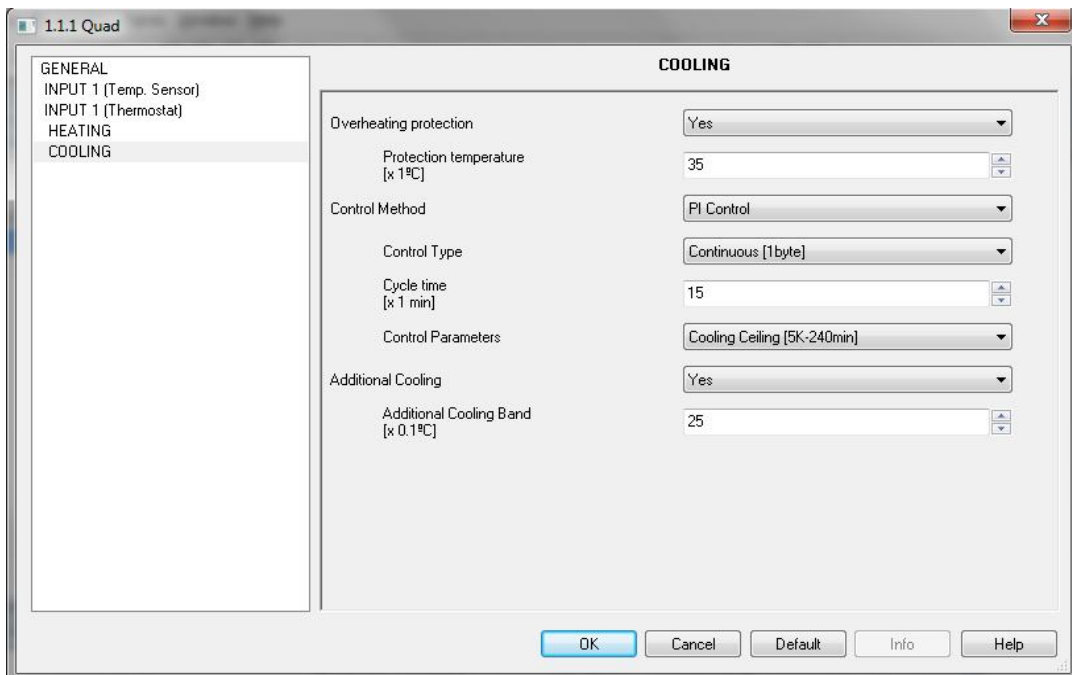 1.1.1 Quad
GENERAL
INPUT 1 (Temp. Sensor)
INPUT 1 (Thermostat)
HEATING
COOLING
COOLING
Overheating protection
Yes
Protection temperature
[x 1ºC]
35
Control Method
PI Control
Control Type
Continuous [1byte]
Cycle time
[x 1 min]
15
Control Parameters
Cooling Ceiling [5K-240min]
Additional Cooling
Yes
Additional Cooling Band
[x 0.1ºC]
25
OK
Cancel
Default
Info
Help